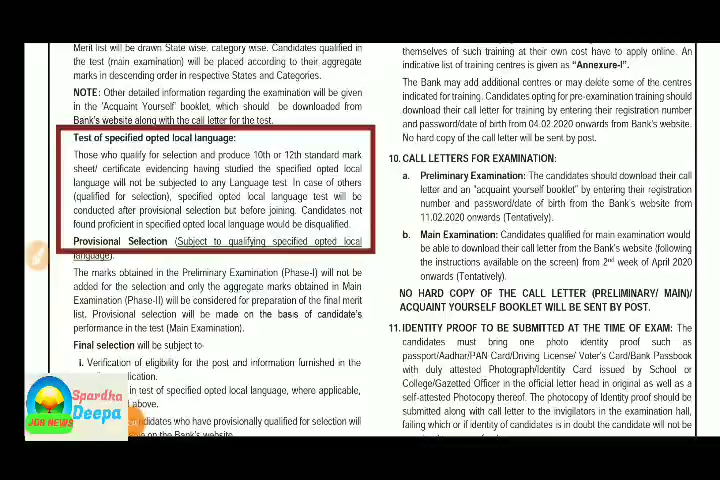 Merit list will be drawn State wise, category wise. Candidates qualified in
the test (main examination) will be placed according to their aggregate
marks in descending order in respective States and Categories.
NOTE: Other detailed information regarding the examination will be given
in the 'Acquaint Yourself' booklet, which should be downloaded from
Bank's website along with the call letter for the test.
Test of specified opted local language:
Those who qualify for selection and produce 10th or 12th standard mark
sheet/ certificate evidencing having studied the specified opted local
language will not be subjected to any Language test. In case of others
(qualified for selection), specified opted local language test will be
conducted after provisional selection but before joining. Candidates not
found proficient in specified opted local language would be disqualified.
Provisional Selection (Subject to qualifying specified opted local
language).
The marks obtained in the Preliminary Examination (Phase-I) will not be
added for the selection and only the aggregate marks obtained in Main
Examination (Phase-II) will be considered for preparation of the final merit
list. Provisional selection will be made on the basis of candidate's
performance in the test (Main Examination).
Final selection will be subject to
i. Verification of eligibility for the post and information furnished in the
lication.
in test of specified opted local language, where applicable,
above.
ndidates who have provisionally qualified for selection will
on the Bank's website.
Spardha
Deepa
JOB NEWS
themselves of such training at their own cost have to apply online. An
indicative list of training centres is given as "Annexure-I".
The Bank may add additional centres or may delete some of the centres
indicated for training. Candidates opting for pre-examination training should
download their call letter for training by entering their registration number
and password/date of birth from 04.02.2020 onwards from Bank's website.
No hard copy of the call letter will be sent by post.
10. CALL LETTERS FOR EXAMINATION:
a. Preliminary Examination: The candidates should download their call
letter and an "acquaint yourself booklet" by entering their registration
number and password/date of birth from the Bank's website from
11.02.2020 onwards (Tentatively).
b. Main Examination: Candidates qualified for main examination would
be able to download their call letter from the Bank's website (following
the instructions available on the screen) from 2nd week of April 2020
onwards (Tentatively).
NO HARD COPY OF THE CALL LETTER (PRELIMINARY/ MAIN)/
ACQUAINT YOURSELF BOOKLET WILL BE SENT BY POST.
11. IDENTITY PROOF TO BE SUBMITTED AT THE TIME OF EXAM: The
candidates must bring one photo identity proof such as
passport/Aadhar/PAN Card/Driving License/ Voter's Card/Bank Passbook
with duly attested Photograph/Identity Card issued by School or
College/Gazetted Officer in the official letter head in original as well as a
self-attested Photocopy thereof. The photocopy of Identity proof should be
submitted along with call letter to the invigilators in the examination hall,
failing which or if identity of candidates is in doubt the candidate will not be